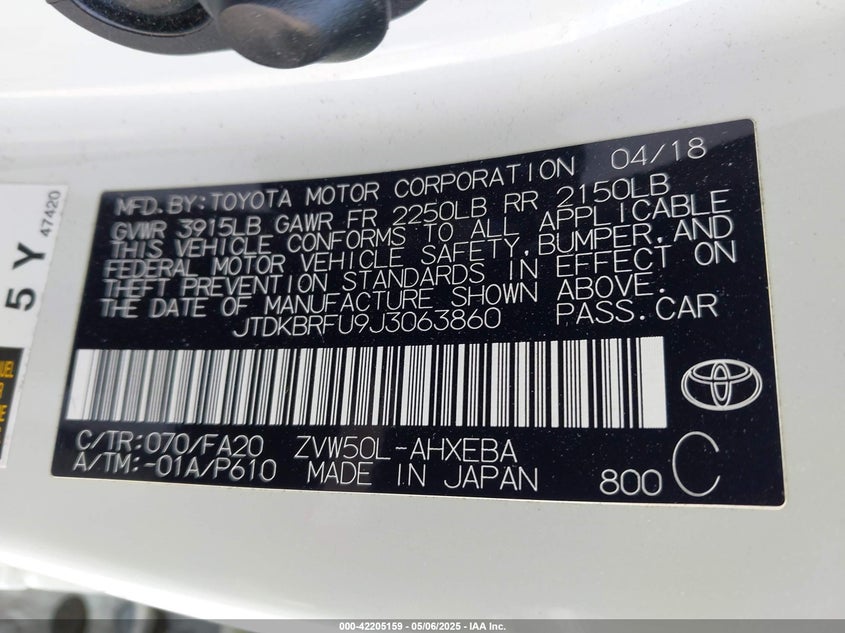 MFD. BY: TOYOTA MOTOR CORPORATION 04/18
GVWR 3915LB GAWR FR 2250LB RR 2150LB
THIS VEHICLE CONFORMS TO ALL APPLICABLE
FEDERAL MOTOR VEHICLE SAFETY, BUMPER, AND
THEFT PREVENTION STANDARDS IN EFFECT ON
THE DATE OF MANUFACTURE SHOWN ABOVE.
JTDKBRFU9J3063860
C/TR: 070/FA20 ZVW50L-AHXEBA
A/TM: -01A/P610 MADE IN JAPAN
800 C
5 Y
47420
000-42205159 - 05/06/2025 - IAA Inc.